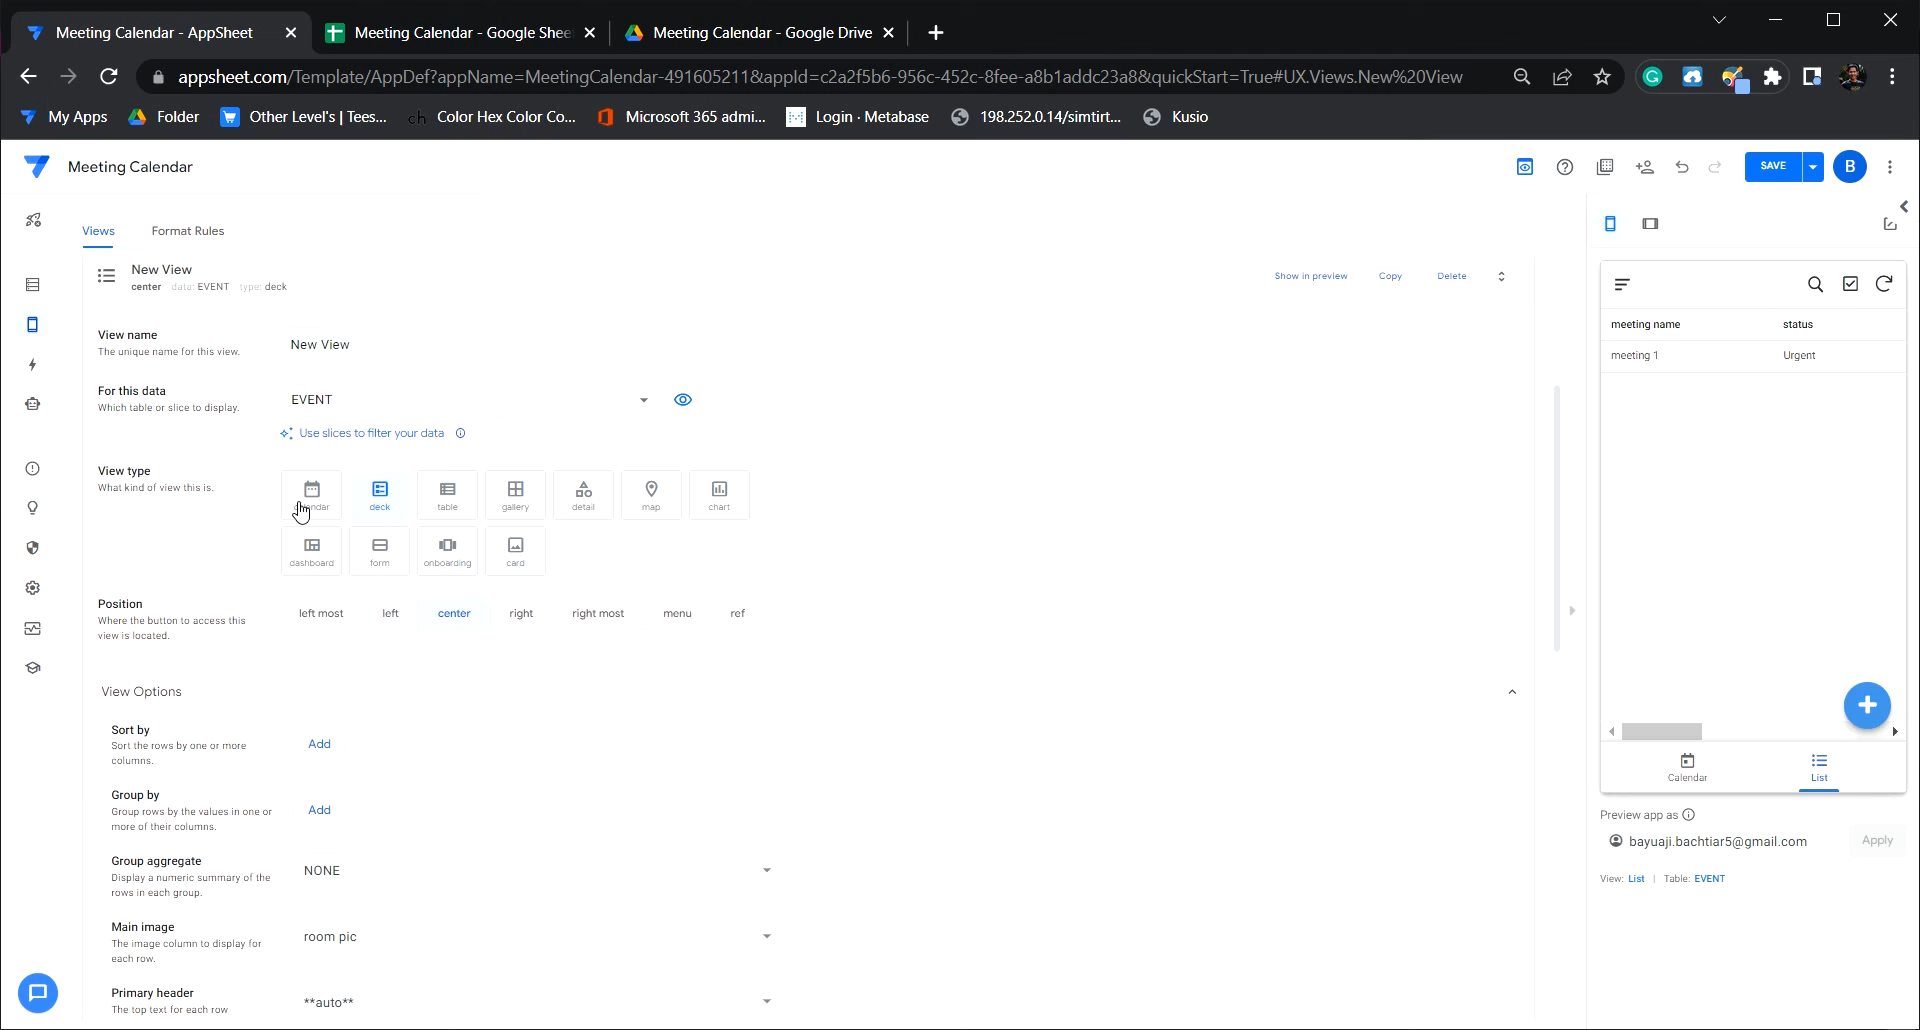 Meeting Calendar - AppSheet
Meeting Calendar - Google Shee
Meeting Calendar - Google Drive
appsheet.com/Template/AppDef?appName=MeetingCalendar-491605211&appId=c2a2f5b6-956c-452c-8fee-a8b1addc23a8&quickStart=True#UX.Views.New%20View
My Apps
Folder
Other Level's | Tees...
ch Color Hex Color Co...
Microsoft 365 admi...
Login · Metabase
198.252.0.14/simtirt...
Kusio
Meeting Calendar
SAVE
B
Views
Format Rules
New View
center data: EVENT type: deck
Show in preview
Copy
Delete
View name
The unique name for this view.
New View
For this data
Which table or slice to display.
EVENT
Use slices to filter your data
View type
What kind of view this is.
deck
table
gallery
detail
map
chart
dashboard
form
onboarding
card
Position
Where the button to access this
view is located.
left most
left
center
right
right most
menu
ref
View Options
Sort by
Sort the rows by one or more
columns.
Add
Group by
Group rows by the values in one or
more of their columns.
Add
Group aggregate
Display a numeric summary of the
rows in each group.
NONE
Main image
The image column to display for
each row.
room pic
Primary header
The top text for each row
**auto**
meeting name
status
meeting 1
Urgent
Calendar
List
Preview app as
bayuaji.bachtiar5@gmail.com
Apply
View: List | Table: EVENT